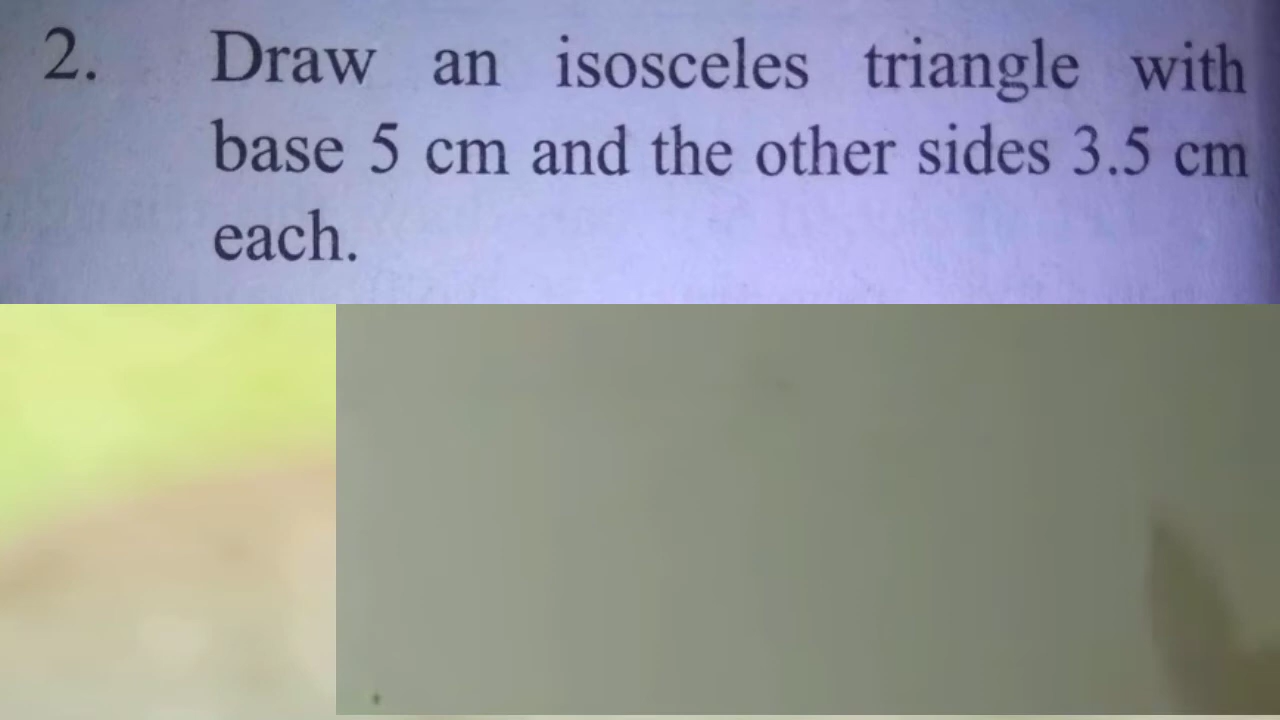 2. Draw an isosceles triangle with
base 5 cm and the other sides 3.5 cm
each.